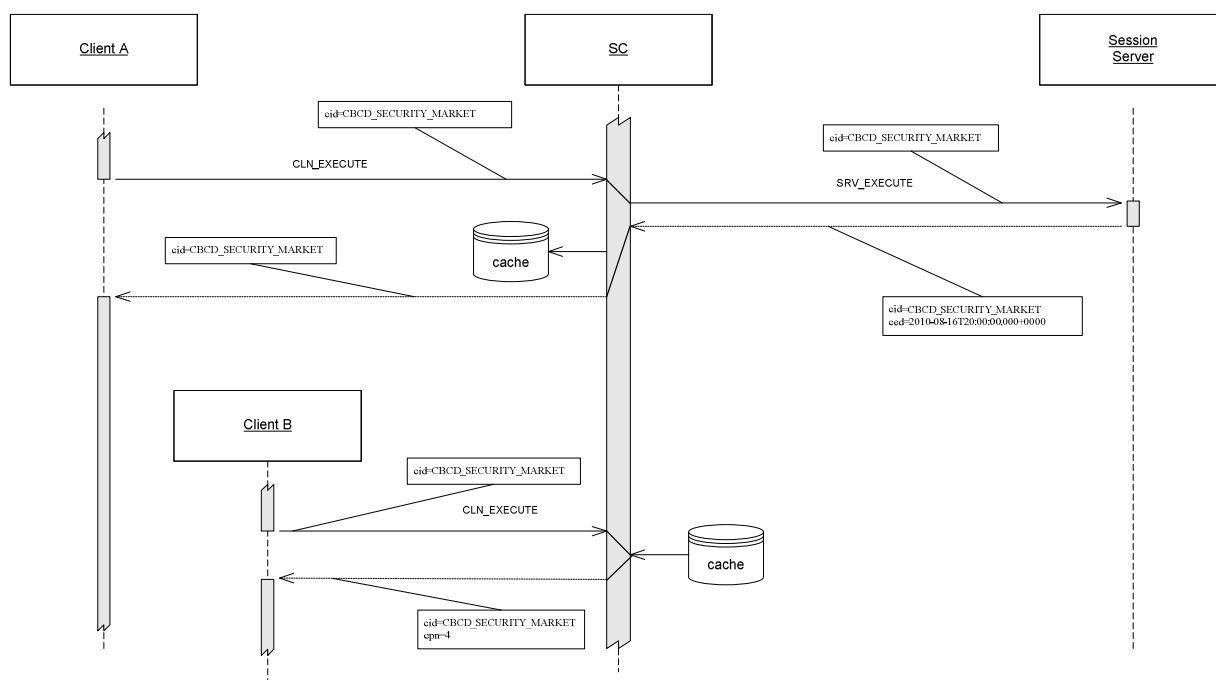 Client A
SC
Session
Server
cid=CBCD_SECURITY_MARKET
cid=CBCD_SECURITY_MARKET
CLN_EXECUTE
SRV_EXECUTE
cid=CBCD_SECURITY_MARKET
cache
cid=CBCD_SECURITY_MARKET
ced=2010-08-16T20:00:00.000+0000
Client B
cid=CBCD_SECURITY_MARKET
CLN_EXECUTE
cache
cid=CBCD_SECURITY_MARKET
cpn=4